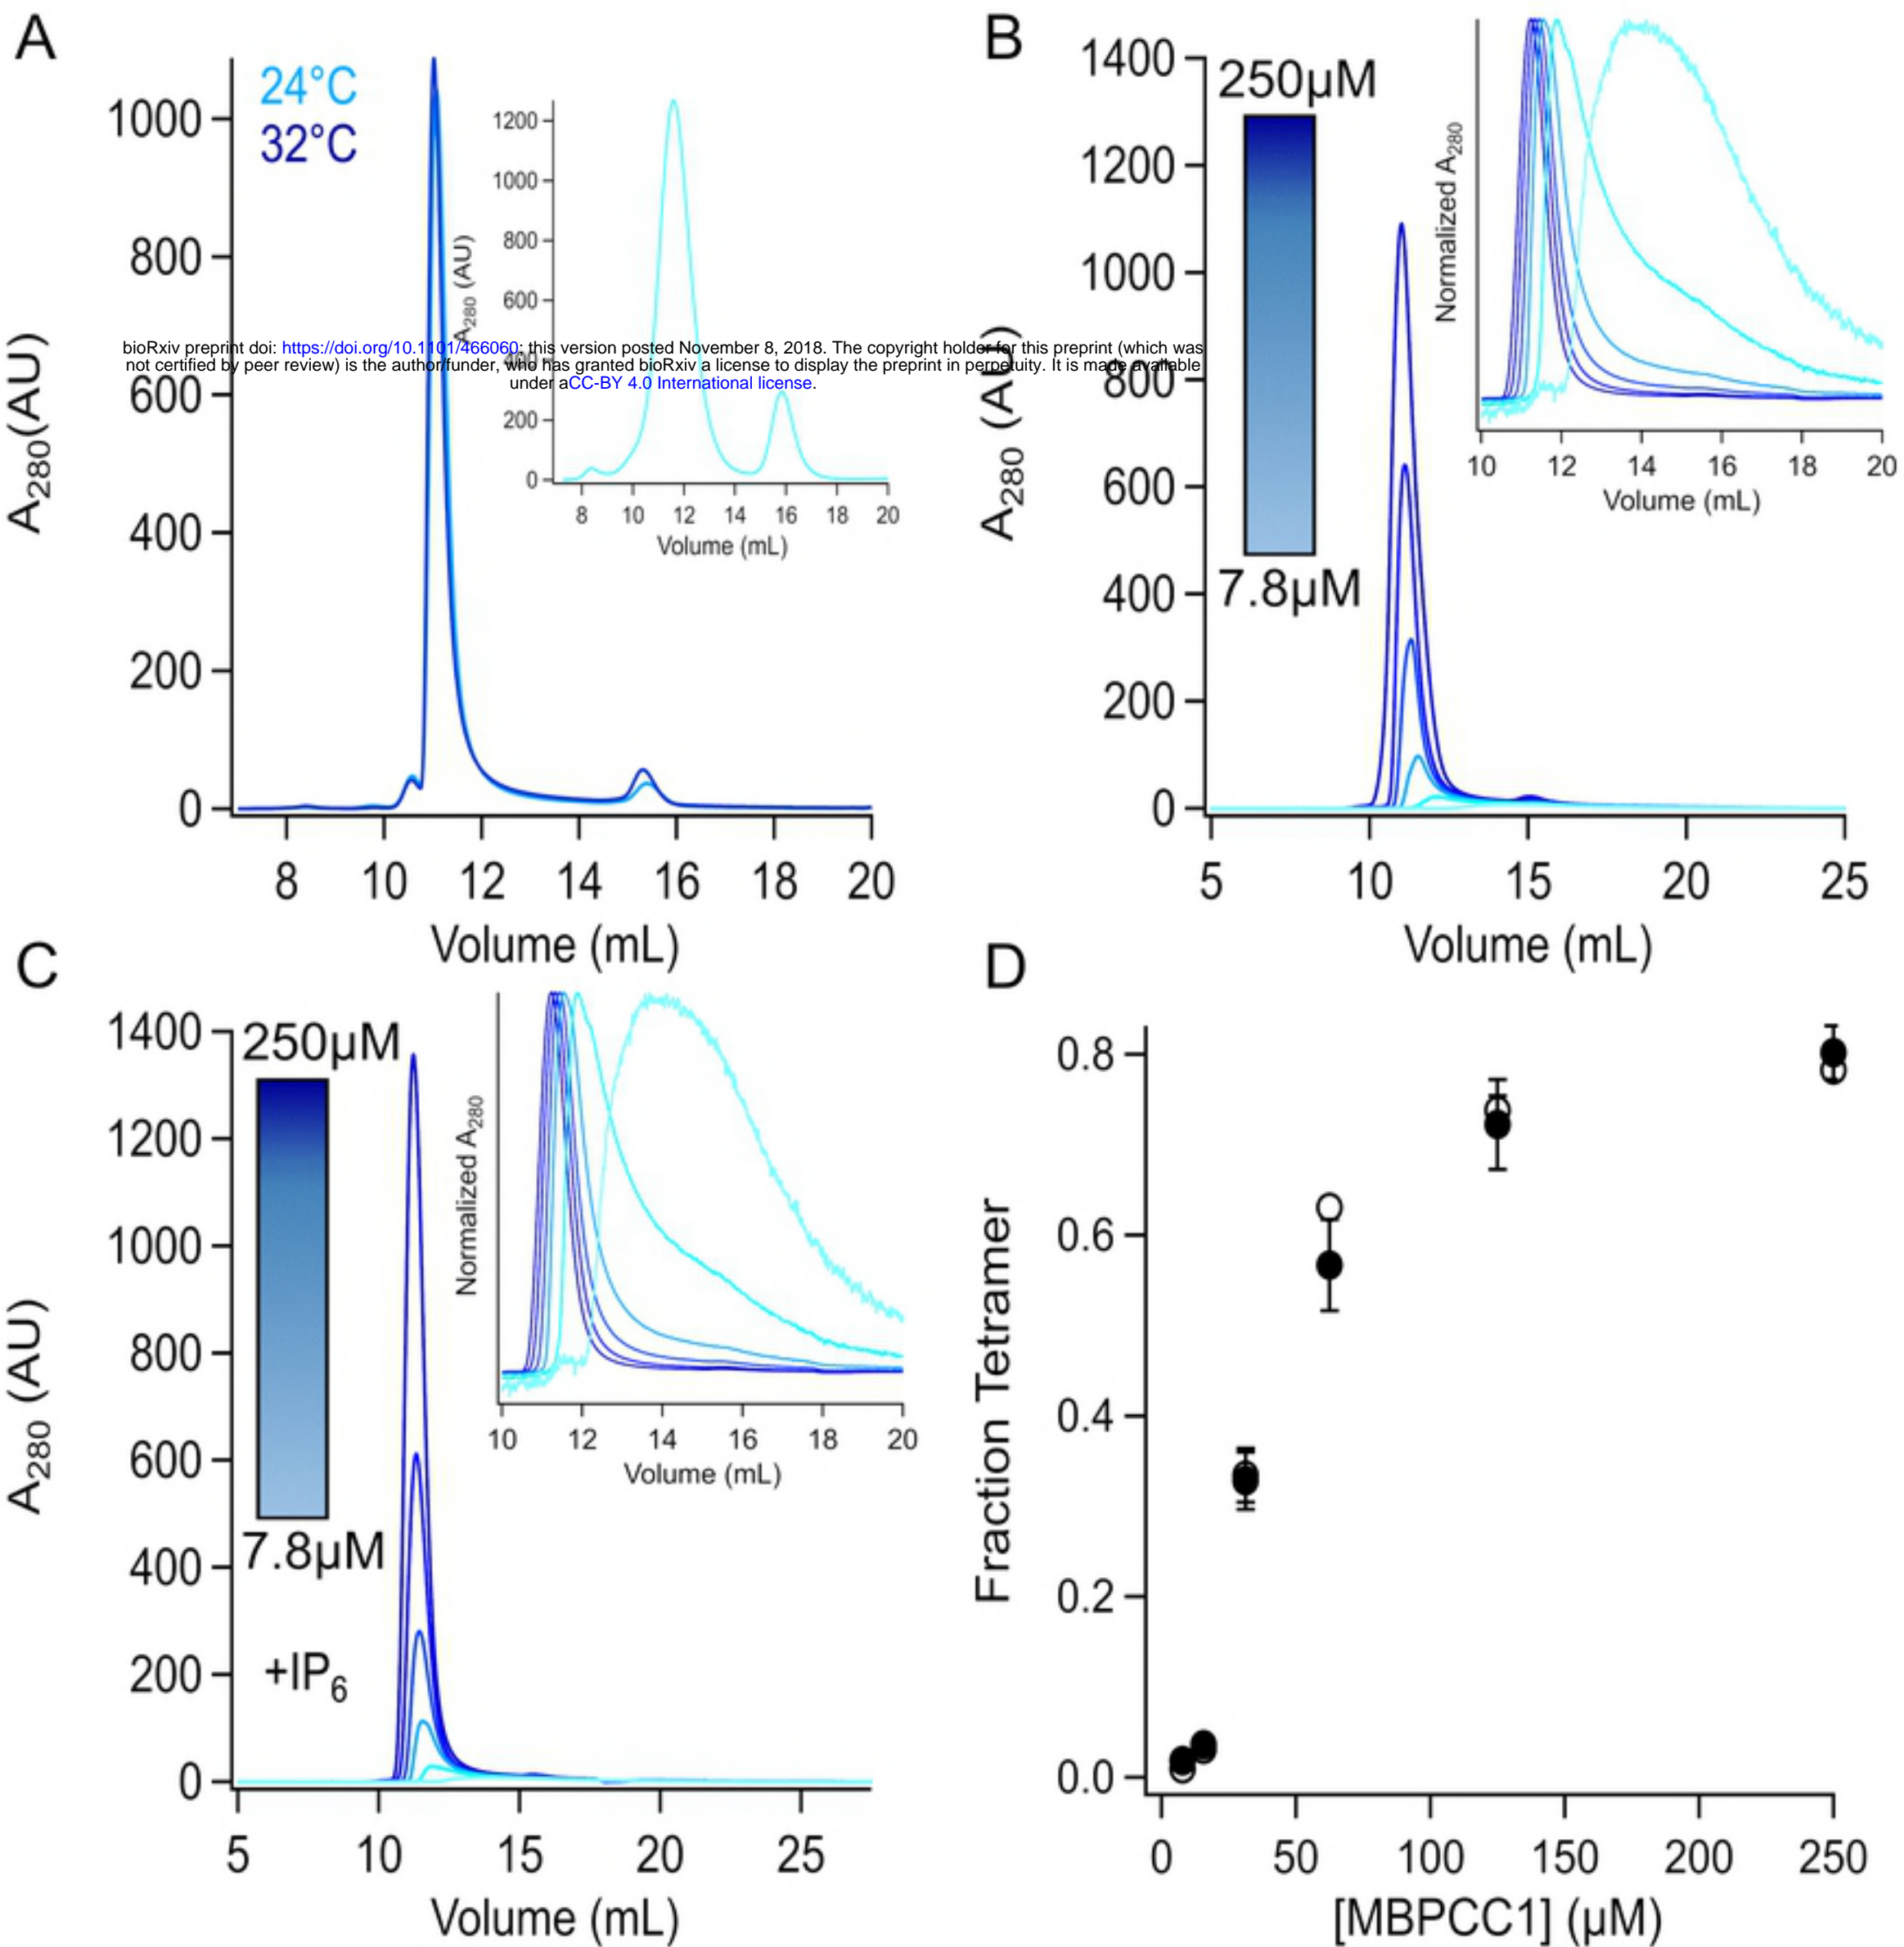 A
24°C
32°C
1000
800
600
400
200
0
A280(AU)
8 10 12 14 16 18 20
Volume (mL)
1200
1000
800
600
400
200
0
A280 (AU)
8 10 12 14 16 18 20
Volume (mL)
bioRxiv preprint doi: https://doi.org/10.1101/466060; this version posted November 8, 2018. The copyright holder for this preprint (which was
not certified by peer review) is the author/funder, who has granted bioRxiv a license to display the preprint in perpetuity. It is made available
under aCC-BY 4.0 International license.
B
1400
1200
1000
800
600
400
200
0
A280 (AU)
250µM
7.8µM
5 10 15 20 25
Volume (mL)
Normalized A280
10 12 14 16 18 20
Volume (mL)
C
1400
1200
1000
800
600
400
200
0
A280 (AU)
250µM
7.8µM
+IP6
5 10 15 20 25
Volume (mL)
Normalized A280
10 12 14 16 18 20
Volume (mL)
D
0.8
0.6
0.4
0.2
0.0
Fraction Tetramer
0 50 100 150 200 250
[MBPCC1] (µM)